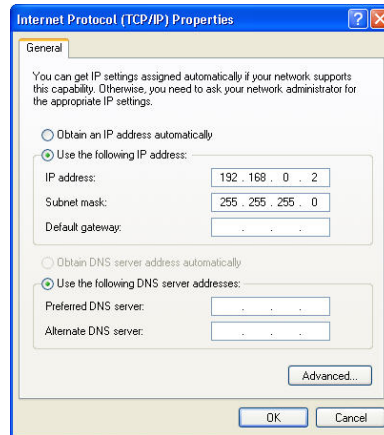 Internet Protocol (TCP/IP) Properties
General
You can get IP settings assigned automatically if your network supports
this capability. Otherwise, you need to ask your network administrator for
the appropriate IP settings.
Obtain an IP address automatically
Use the following IP address:
IP address: 192 . 168 . 0 . 2
Subnet mask: 255 . 255 . 255 . 0
Default gateway: . . .
Obtain DNS server address automatically
Use the following DNS server addresses:
Preferred DNS server: . . .
Alternate DNS server: . . .
Advanced...
OK Cancel